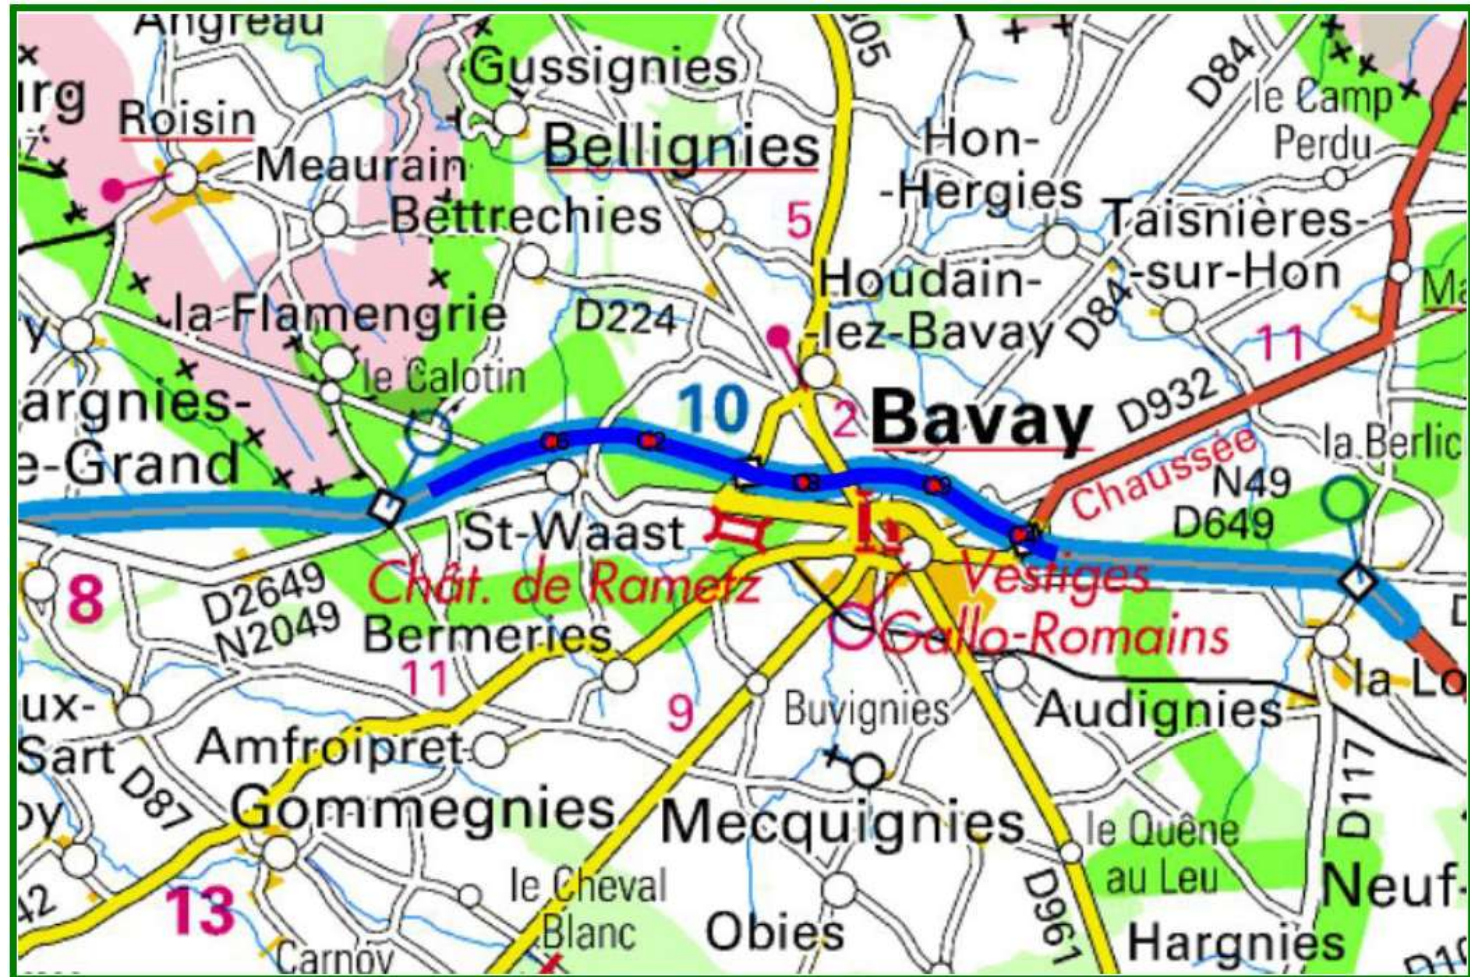 Angreau
Gussignies
D84
le Camp
Perdu
Roisin
Bellignies
Hon-
-Hergies
Meaurain
Bettrechies
5
Taisnières-
-sur-Hon
Houdain-
-lez-Bavay
D84
la Flamengrie
D224
11
le Calotin
argnies-
e-Grand
10
2
Bavay
D932
Chaussée
la Berlic
N49
D649
St-Waast
Chât. de Rametz
Vestiges
Gallo-Romains
8
D2649
N2049
Bermeries
11
9
Buvignies
Audignies
la Lo
ux-
Sart
Amfroipret
D87
D117
Gommegnies
Mecquignies
le Quêne
au Leu
13
le Cheval
Blanc
Obies
D961
Neuf-
Hargnies
Carnoy